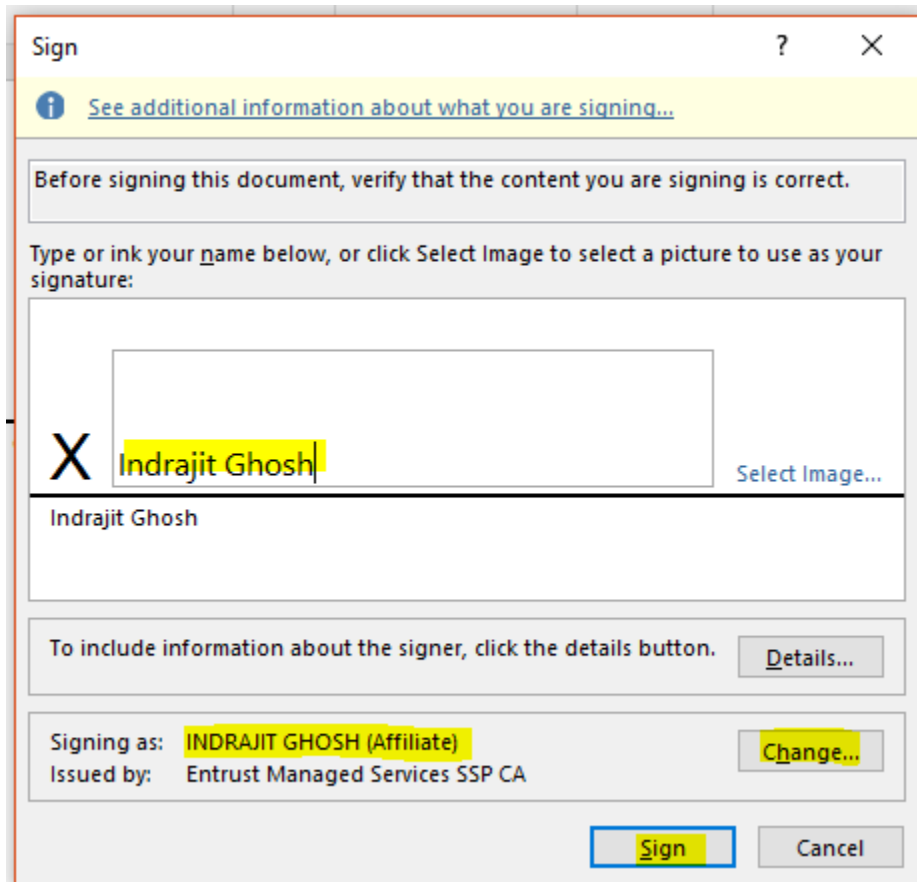 Sign
?
See additional information about what you are signing...
Before signing this document, verify that the content you are signing is correct.
Type or ink your name below, or click Select Image to select a picture to use as your
signature:
X
Indrajit Ghosh
Select Image...
Indrajit Ghosh
To include information about the signer, click the details button.
Details...
Signing as: INDRAJIT GHOSH (Affiliate)
Change...
Issued by: Entrust Managed Services SSP CA
Sign
Cancel